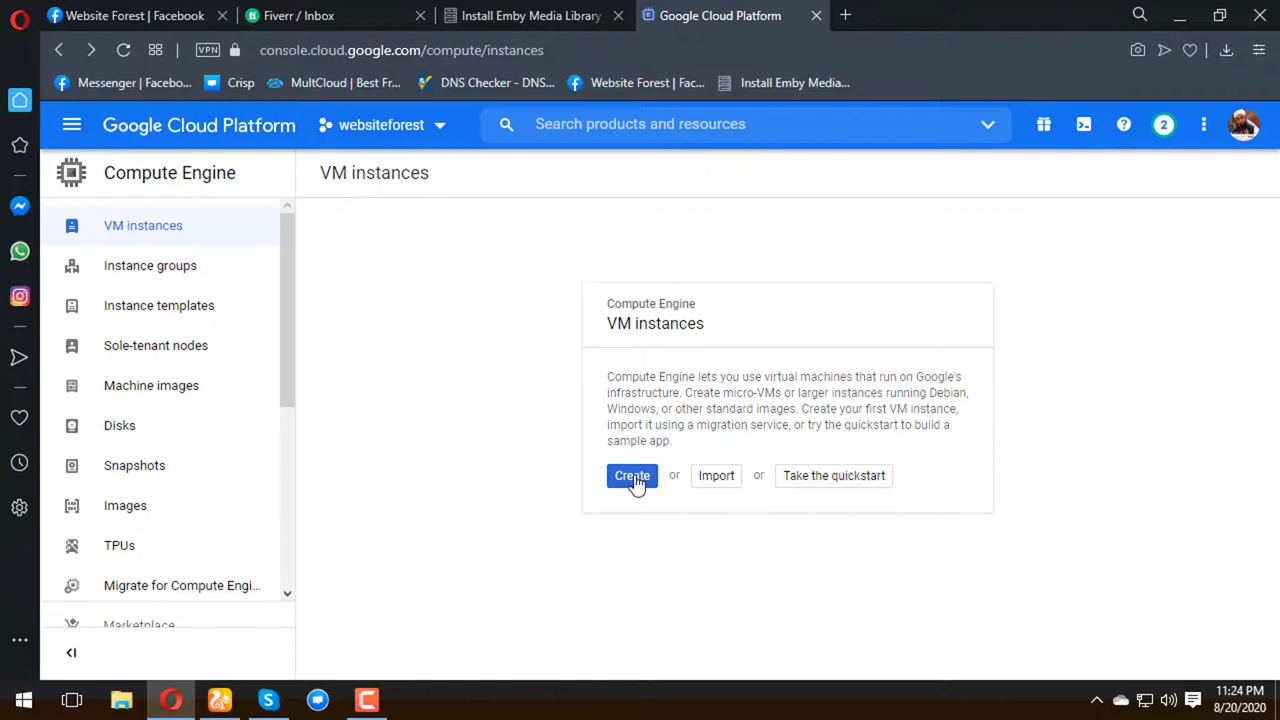 Website Forest | Facebook
Fiverr / Inbox
Install Emby Media Library
Google Cloud Platform
VPN
console.cloud.google.com/compute/instances
Messenger | Facebo...
Crisp
MultCloud | Best Fr...
DNS Checker - DNS...
Website Forest | Fac...
Install Emby Media...
Google Cloud Platform
websiteforest
Search products and resources
2
Compute Engine
VM instances
VM instances
Instance groups
Instance templates
Sole-tenant nodes
Machine images
Disks
Snapshots
Images
TPUs
Migrate for Compute Engi...
Marketplace
Compute Engine
VM instances
Compute Engine lets you use virtual machines that run on Google's
infrastructure. Create micro-VMs or larger instances running Debian,
Windows, or other standard images. Create your first VM instance,
import it using a migration service, or try the quickstart to build a
sample app.
Create or Import or Take the quickstart
11:24 PM
8/20/2020